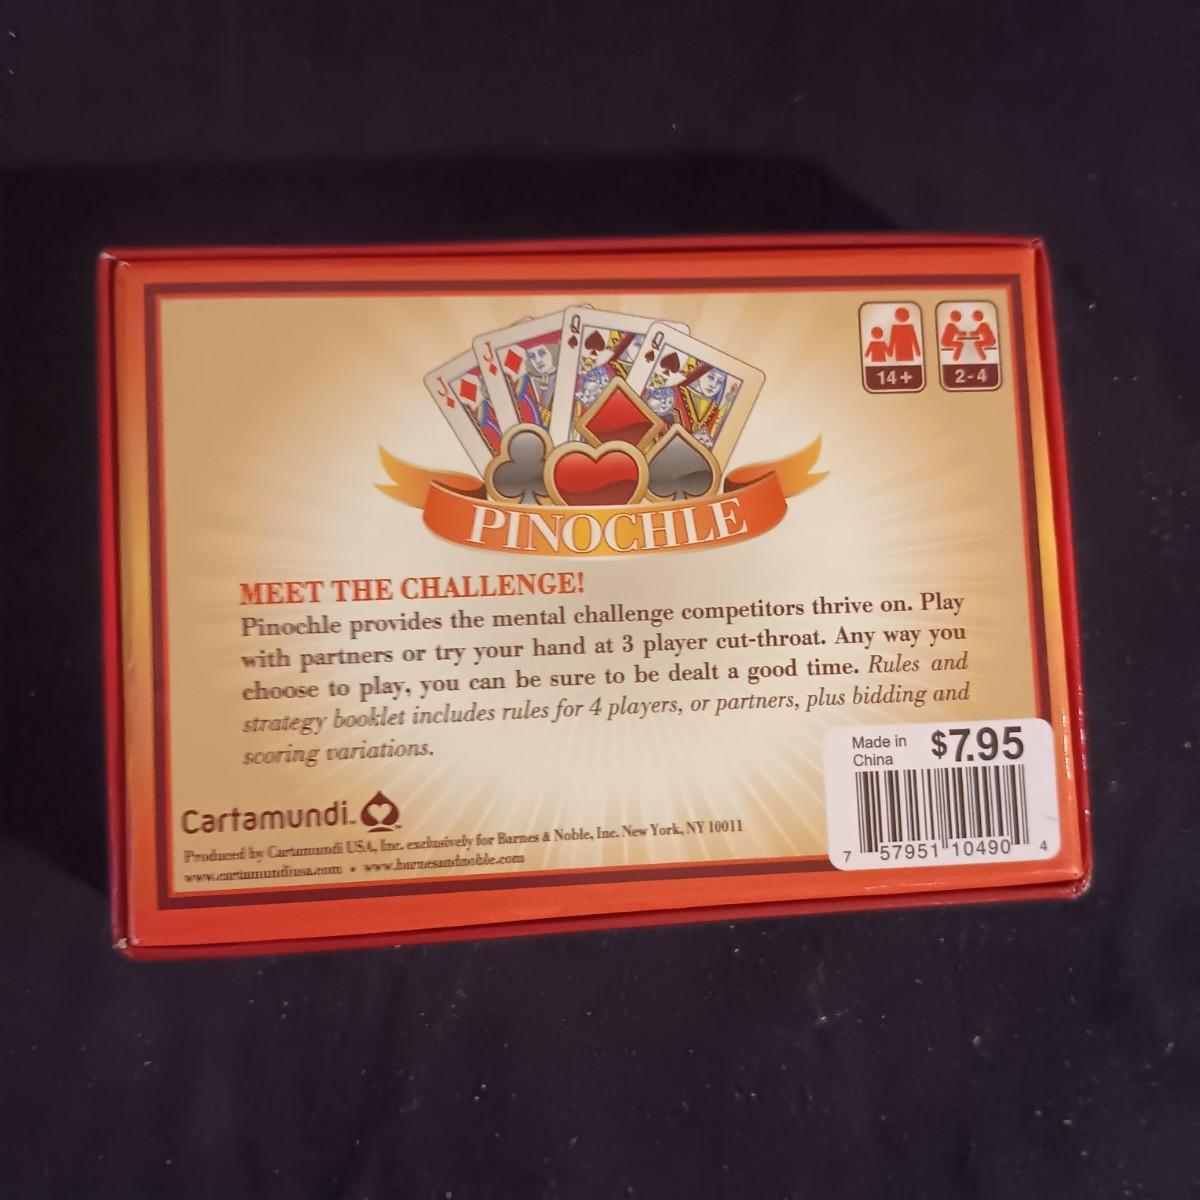 J
J
Q
Q
14+
2-4
PINOCHLE
MEET THE CHALLENGE!
Pinochle provides the mental challenge competitors thrive on. Play
with partners or try your hand at 3 player cut-throat. Any way you
choose to play, you can be sure to be dealt a good time. Rules and
strategy booklet includes rules for 4 players, or partners, plus bidding and
scoring variations.
Made in
China
$7.95
7 57951 10490 4
Cartamundi.
Produced by Cartamundi USA, Inc. exclusively for Barnes & Noble, Inc. New York, NY 10011
www.cartamundiusa.com • www.barnesandnoble.com